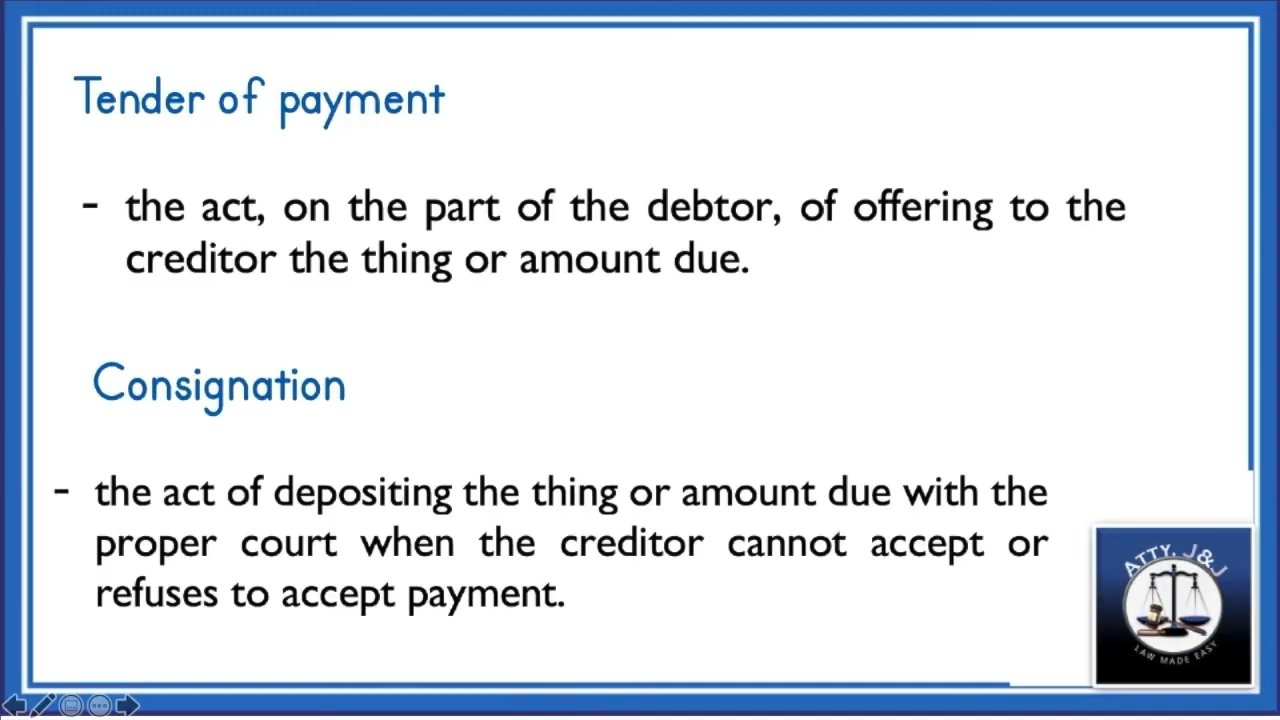 Tender of payment
- the act, on the part of the debtor, of offering to the
creditor the thing or amount due.
Consignation
- the act of depositing the thing or amount due with the
proper court when the creditor cannot accept or
refuses to accept payment.
ATTY. J&J
LAW MADE EASY